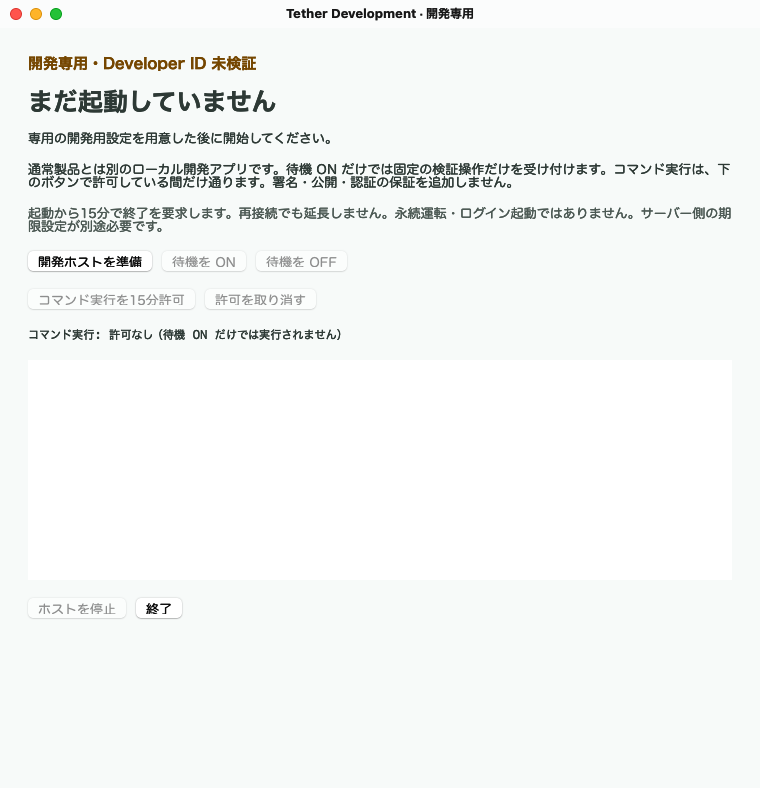 Tether Development · 開発専用
開発専用・Developer ID 未検証
まだ起動していません
専用の開発用設定を用意した後に開始してください。
通常製品とは別のローカル開発アプリです。待機 ON だけでは固定の検証操作だけを受け付けます。コマンド実行は、下
のボタンで許可している間だけ通ります。署名・公開・認証の保証を追加しません。
起動から15分で終了を要求します。再接続でも延長しません。永続運転・ログイン起動ではありません。サーバー側の期
限設定が別途必要です。
開発ホストを準備 待機を ON 待機を OFF
コマンド実行を15分許可 許可を取り消す
コマンド実行: 許可なし（待機 ON だけでは実行されません）
ホストを停止 終了